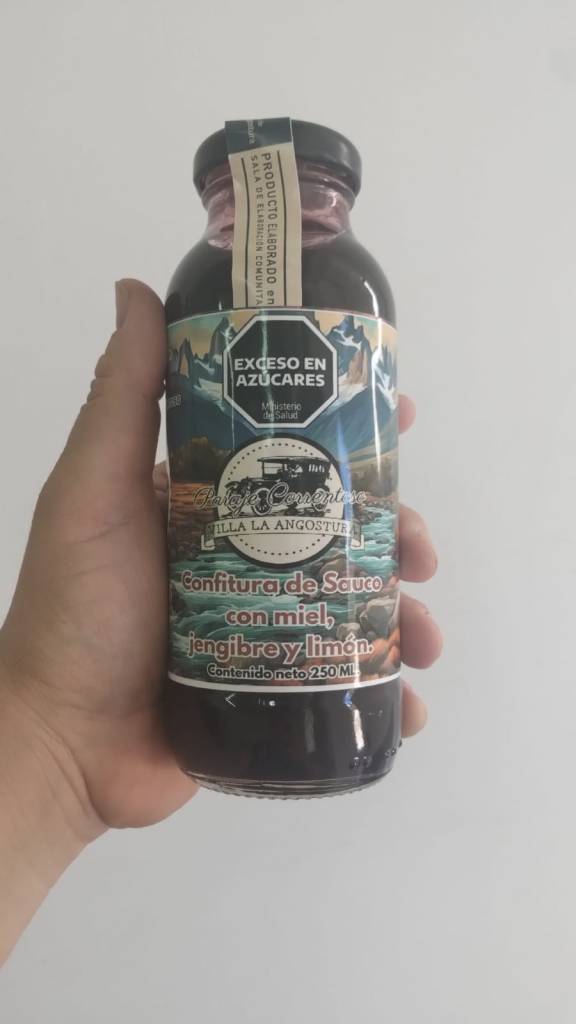 PRODUCTO ELABORADO en
SALA DE ELABORACIÓN COMUNITA
EXCESO EN
AZÚCARES
Ministerio
de Salud
Paraje Correntoso
VILLA LA ANGOSTURA
Confitura de Sauco
con miel,
jengibre y limón.
Contenido neto 250 ML.